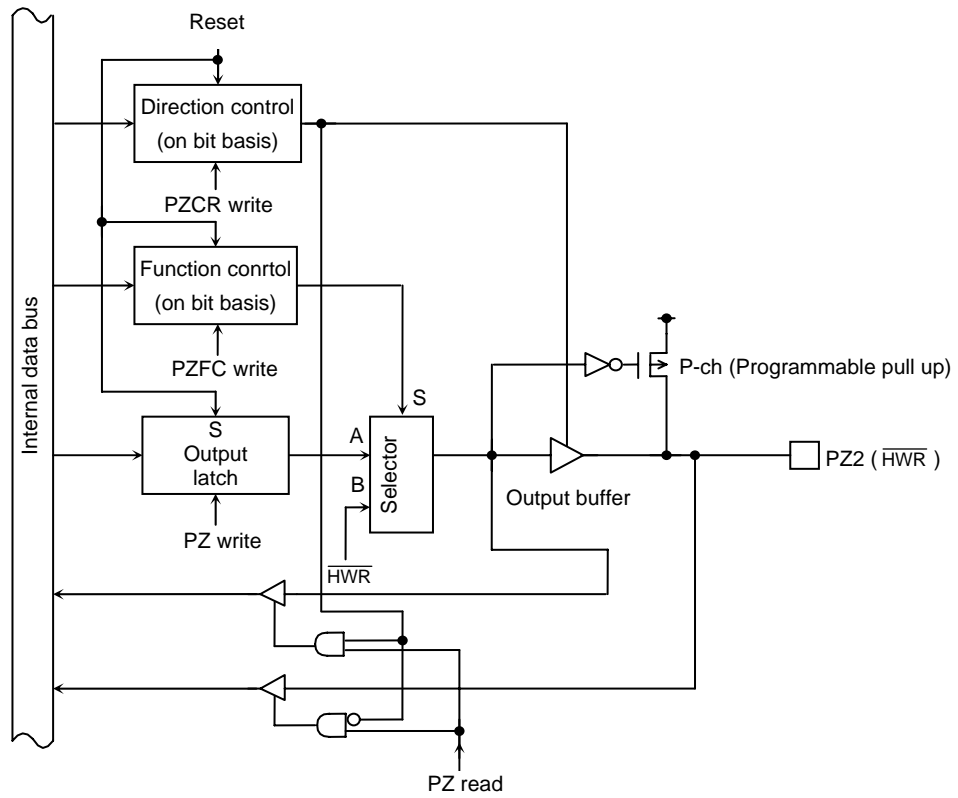 Reset
Direction control
(on bit basis)
PZCR write
Function conrtol
(on bit basis)
PZFC write
Internal data bus
S
Output
latch
PZ write
A
B
S
Selector
HWR
P-ch (Programmable pull up)
Output buffer
PZ2 ( HWR )
PZ read